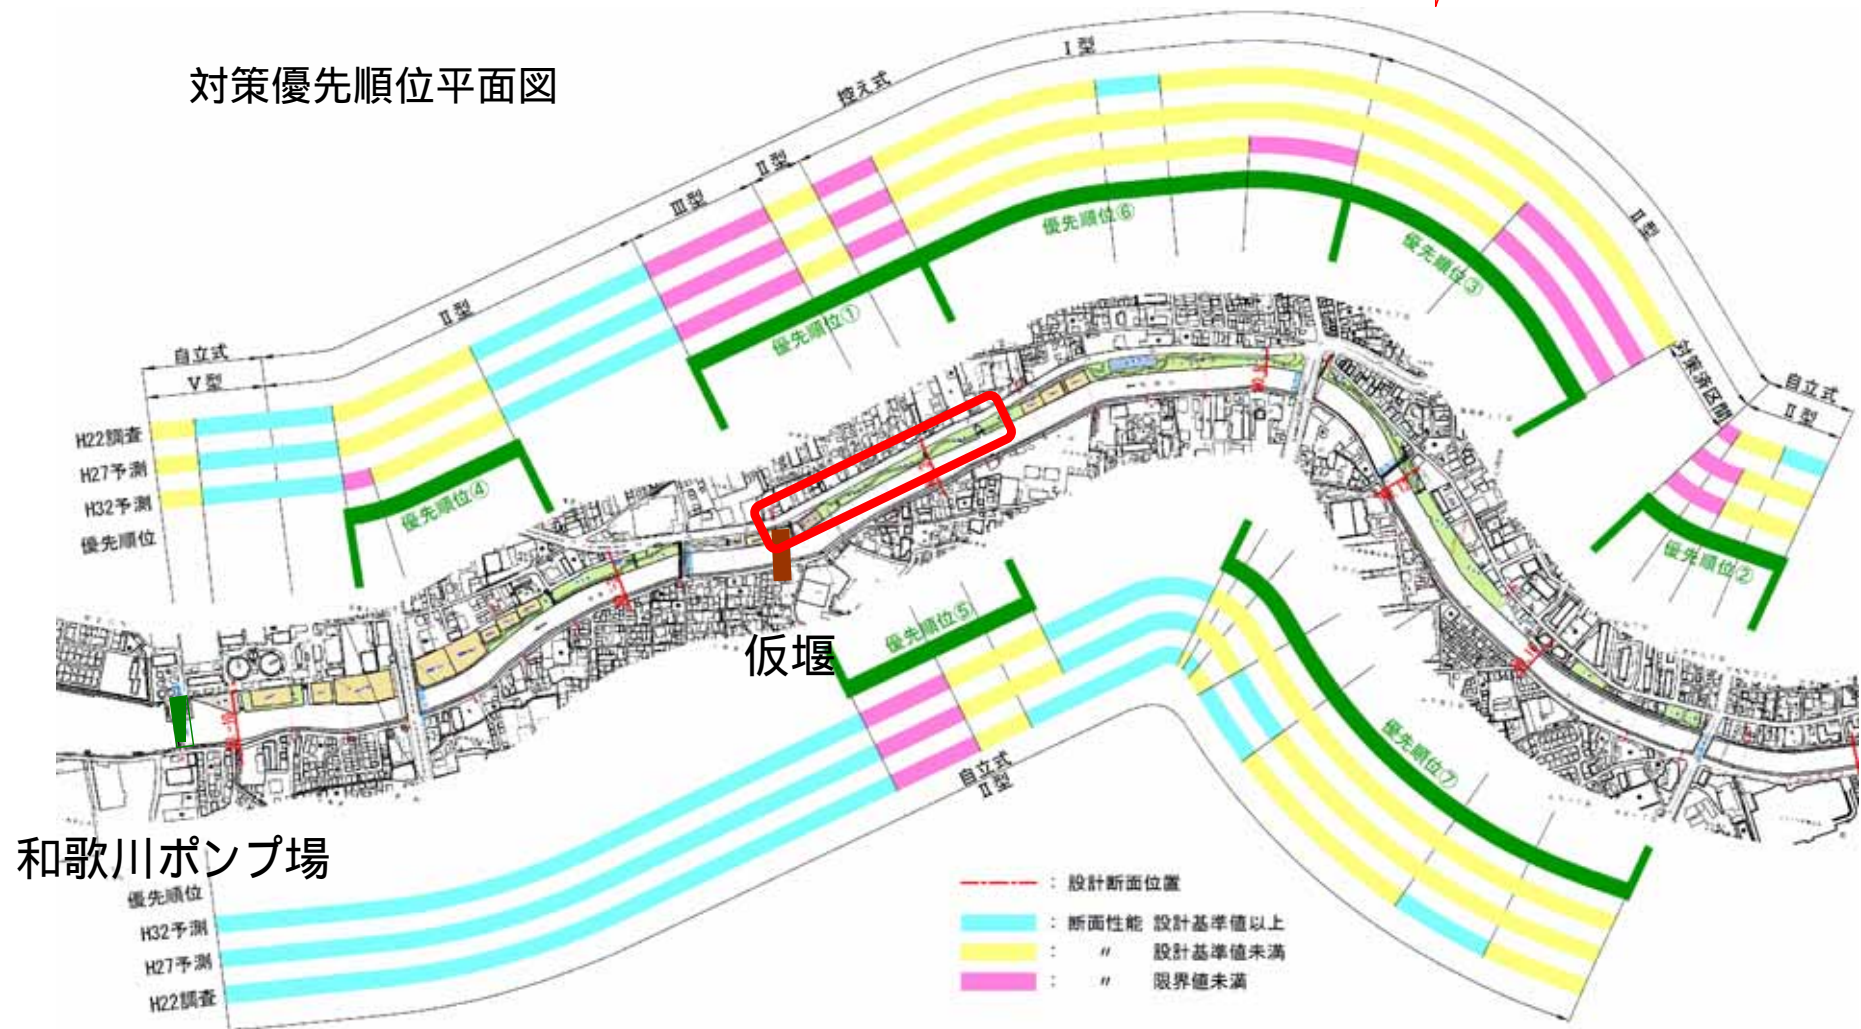 対策優先順位平面図
控え式
Ⅰ型
Ⅱ型
Ⅲ型
Ⅱ型
Ⅱ型
自立式
Ⅴ型
H22調査
H27予測
H32予測
優先順位
優先順位④
優先順位①
優先順位⑥
優先順位③
対策済区間
自立式
Ⅱ型
優先順位②
仮堰
優先順位⑤
自立式
Ⅱ型
優先順位⑦
和歌川ポンプ場
優先順位
H32予測
H27予測
H22調査
: 設計断面位置
: 断面性能 設計基準値以上
: 〃 設計基準値未満
: 〃 限界値未満